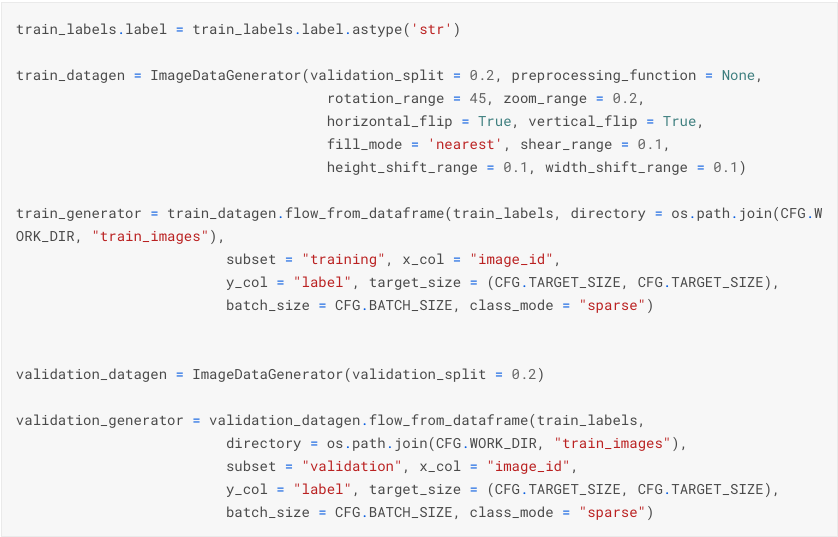 train_labels.label = train_labels.label.astype('str')
train_datagen = ImageDataGenerator(validation_split = 0.2, preprocessing_function = None,
rotation_range = 45, zoom_range = 0.2,
horizontal_flip = True, vertical_flip = True,
fill_mode = 'nearest', shear_range = 0.1,
height_shift_range = 0.1, width_shift_range = 0.1)
train_generator = train_datagen.flow_from_dataframe(train_labels, directory = os.path.join(CFG.W
ORK_DIR, "train_images"),
subset = "training", x_col = "image_id",
y_col = "label", target_size = (CFG.TARGET_SIZE, CFG.TARGET_SIZE),
batch_size = CFG.BATCH_SIZE, class_mode = "sparse")
validation_datagen = ImageDataGenerator(validation_split = 0.2)
validation_generator = validation_datagen.flow_from_dataframe(train_labels,
directory = os.path.join(CFG.WORK_DIR, "train_images"),
subset = "validation", x_col = "image_id",
y_col = "label", target_size = (CFG.TARGET_SIZE, CFG.TARGET_SIZE),
batch_size = CFG.BATCH_SIZE, class_mode = "sparse")